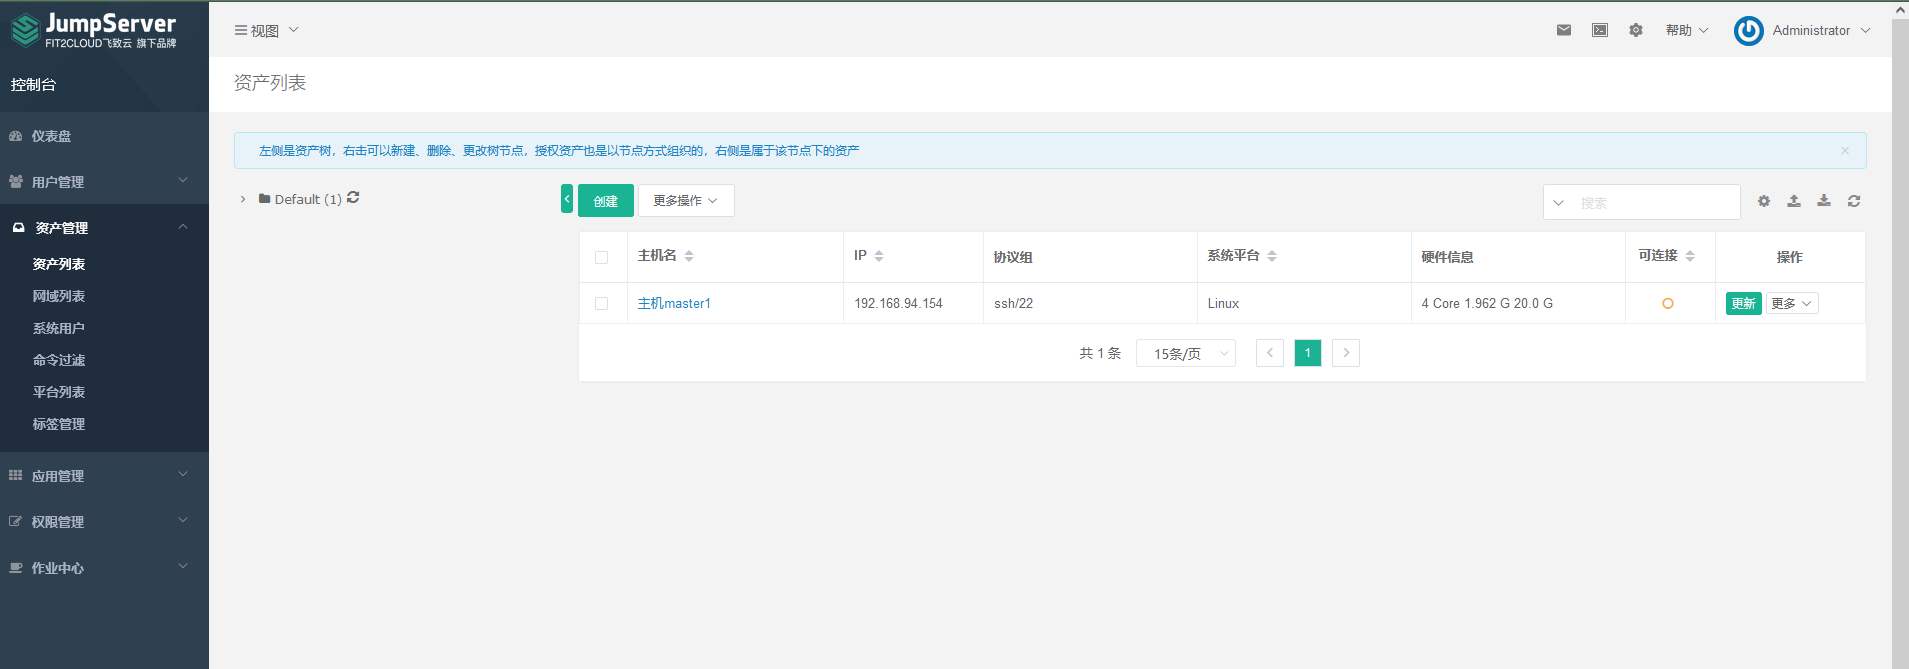 JumpServer
FIT2CLOUD飞致云 旗下品牌
控制台
仪表盘
用户管理
资产管理
资产列表
网域列表
系统用户
命令过滤
平台列表
标签管理
应用管理
权限管理
作业中心
视图
帮助
Administrator
资产列表
左侧是资产树，右击可以新建、删除、更改树节点，授权资产也是以节点方式组织的，右侧是属于该节点下的资产
Default (1)
创建 更多操作 搜索
主机名 IP 协议组 系统平台 硬件信息 可连接 操作
主机master1 192.168.94.154 ssh/22 Linux 4 Core 1.962 G 20.0 G 更新 更多
共 1 条 15条/页 1